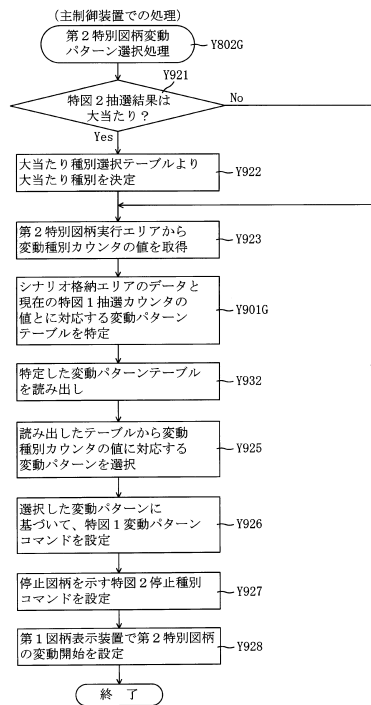 (主制御装置での処理)
第2特別図柄変動
パターン選択処理
Y802G
Y921
特図2抽選結果は
大当たり?
No
Yes
大当たり種別選択テーブルより
大当たり種別を決定
Y922
第2特別図柄実行エリアから
変動種別カウンタの値を取得
Y923
シナリオ格納エリアのデータと
現在の特図1抽選カウンタの
値とに対応する変動パターン
テーブルを特定
Y901G
特定した変動パターンテーブル
を読み出し
Y932
読み出したテーブルから変動
種別カウンタの値に対応する
変動パターンを選択
Y925
選択した変動パターンに
基づいて、特図1変動パターン
コマンドを設定
Y926
停止図柄を示す特図2停止種別
コマンドを設定
Y927
第1図柄表示装置で第2特別図柄
の変動開始を設定
Y928
終 了